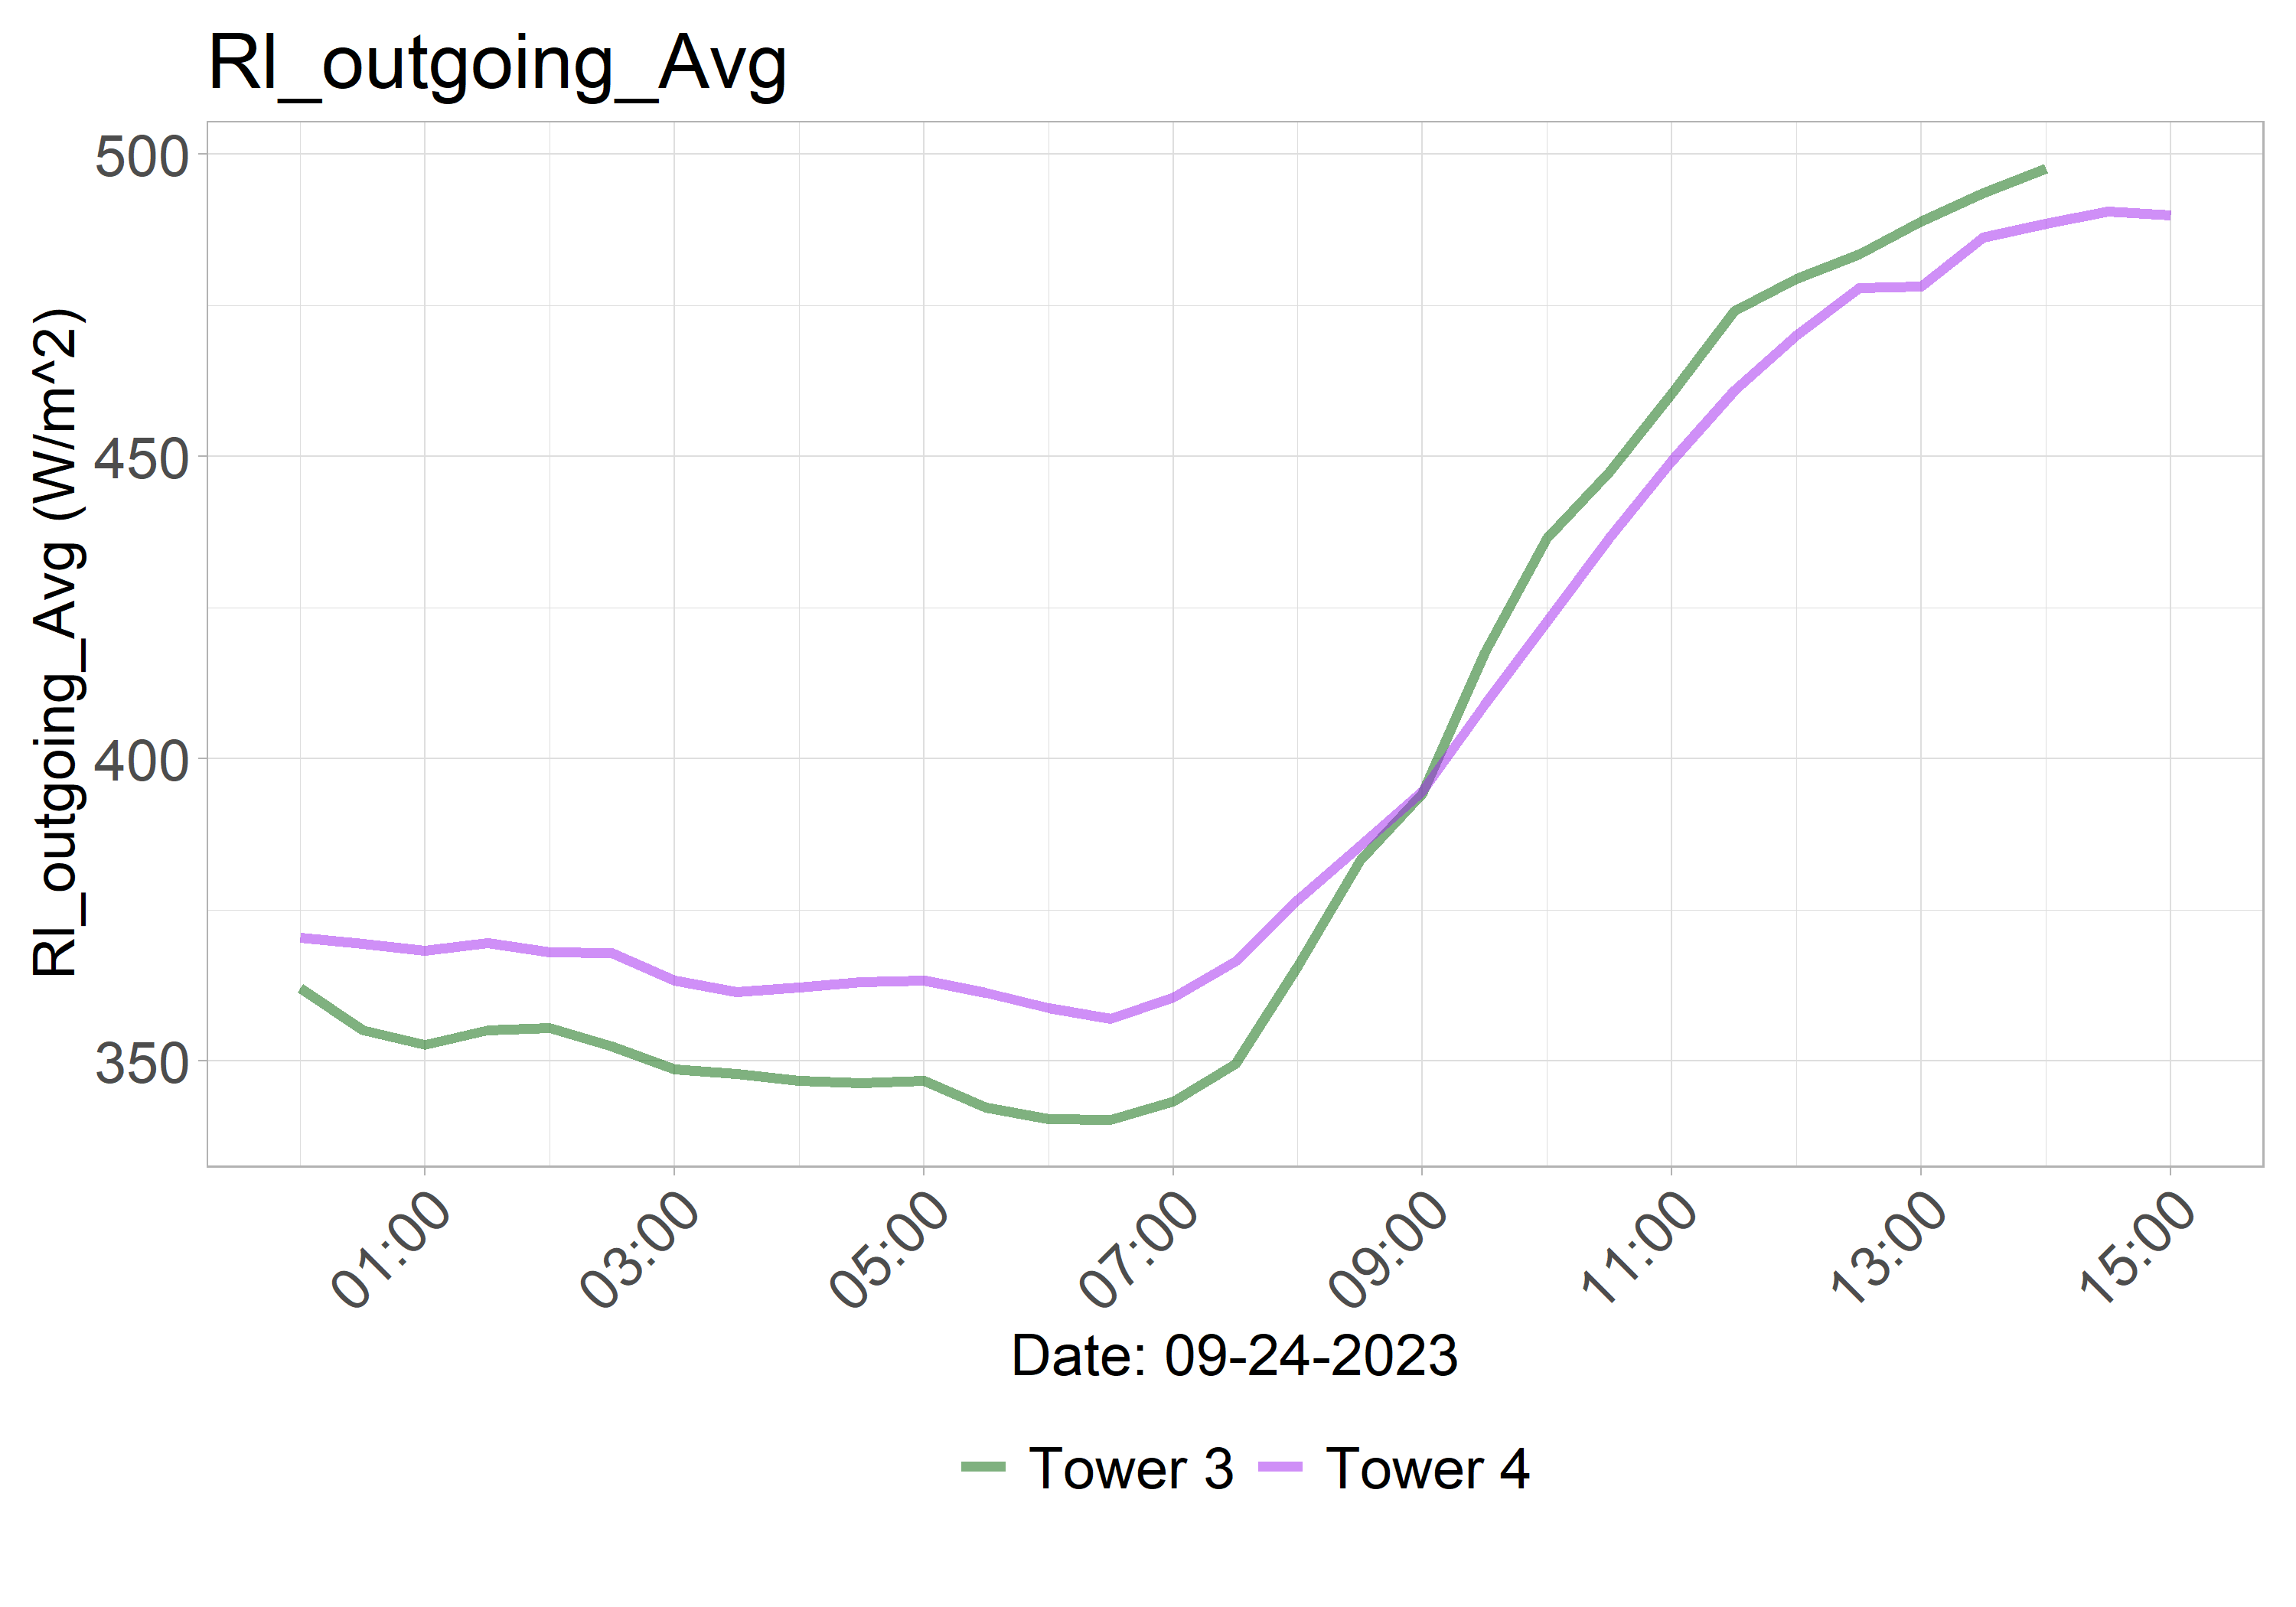 Rl_outgoing_Avg
Rl_outgoing_Avg (W/m^2)
500
450
400
350
01:00 03:00 05:00 07:00 09:00 11:00 13:00 15:00
Date: 09-24-2023
Tower 3 Tower 4